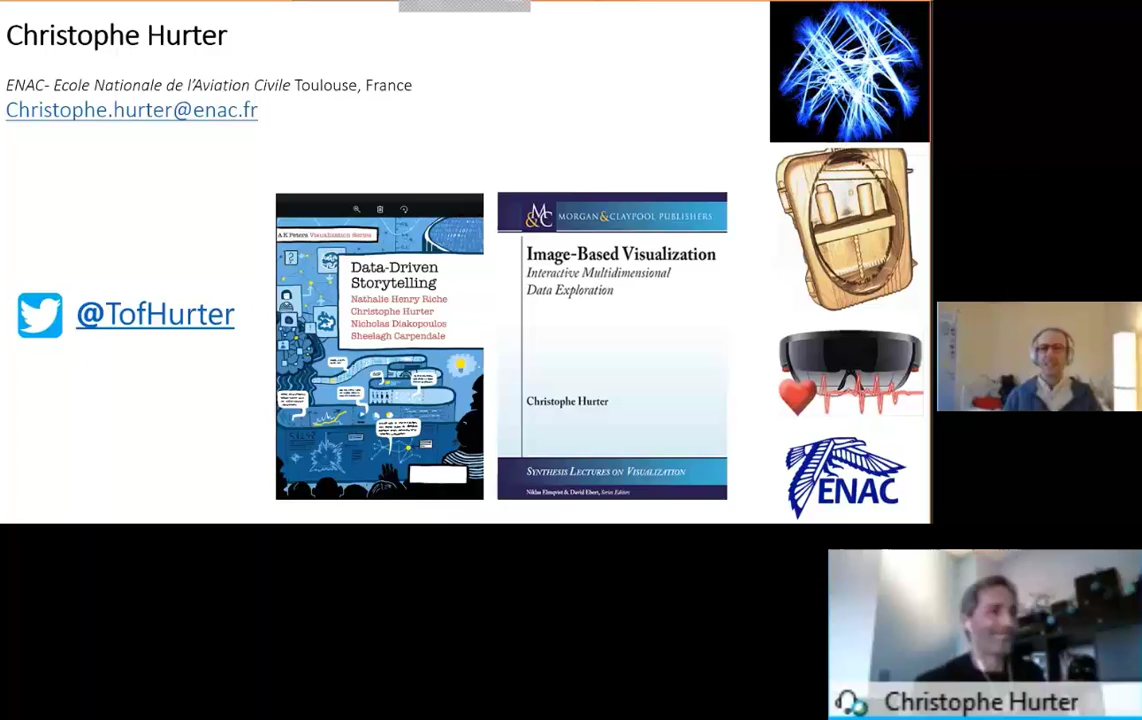 Christophe Hurter
ENAC- Ecole Nationale de l'Aviation Civile Toulouse, France
Christophe.hurter@enac.fr
@TofHurter
A K Peters Visualization Series
Data-Driven
Storytelling
Nathalie Henry Riche
Christophe Hurter
Nicholas Diakopoulos
Sheelagh Carpendale
M&C
MORGAN & CLAYPOOL PUBLISHERS
Image-Based Visualization
Interactive Multidimensional
Data Exploration
Christophe Hurter
SYNTHESIS LECTURES ON VISUALIZATION
Niklas Elmqvist & David Ebert, Series Editors
ENAC
Christophe Hurter